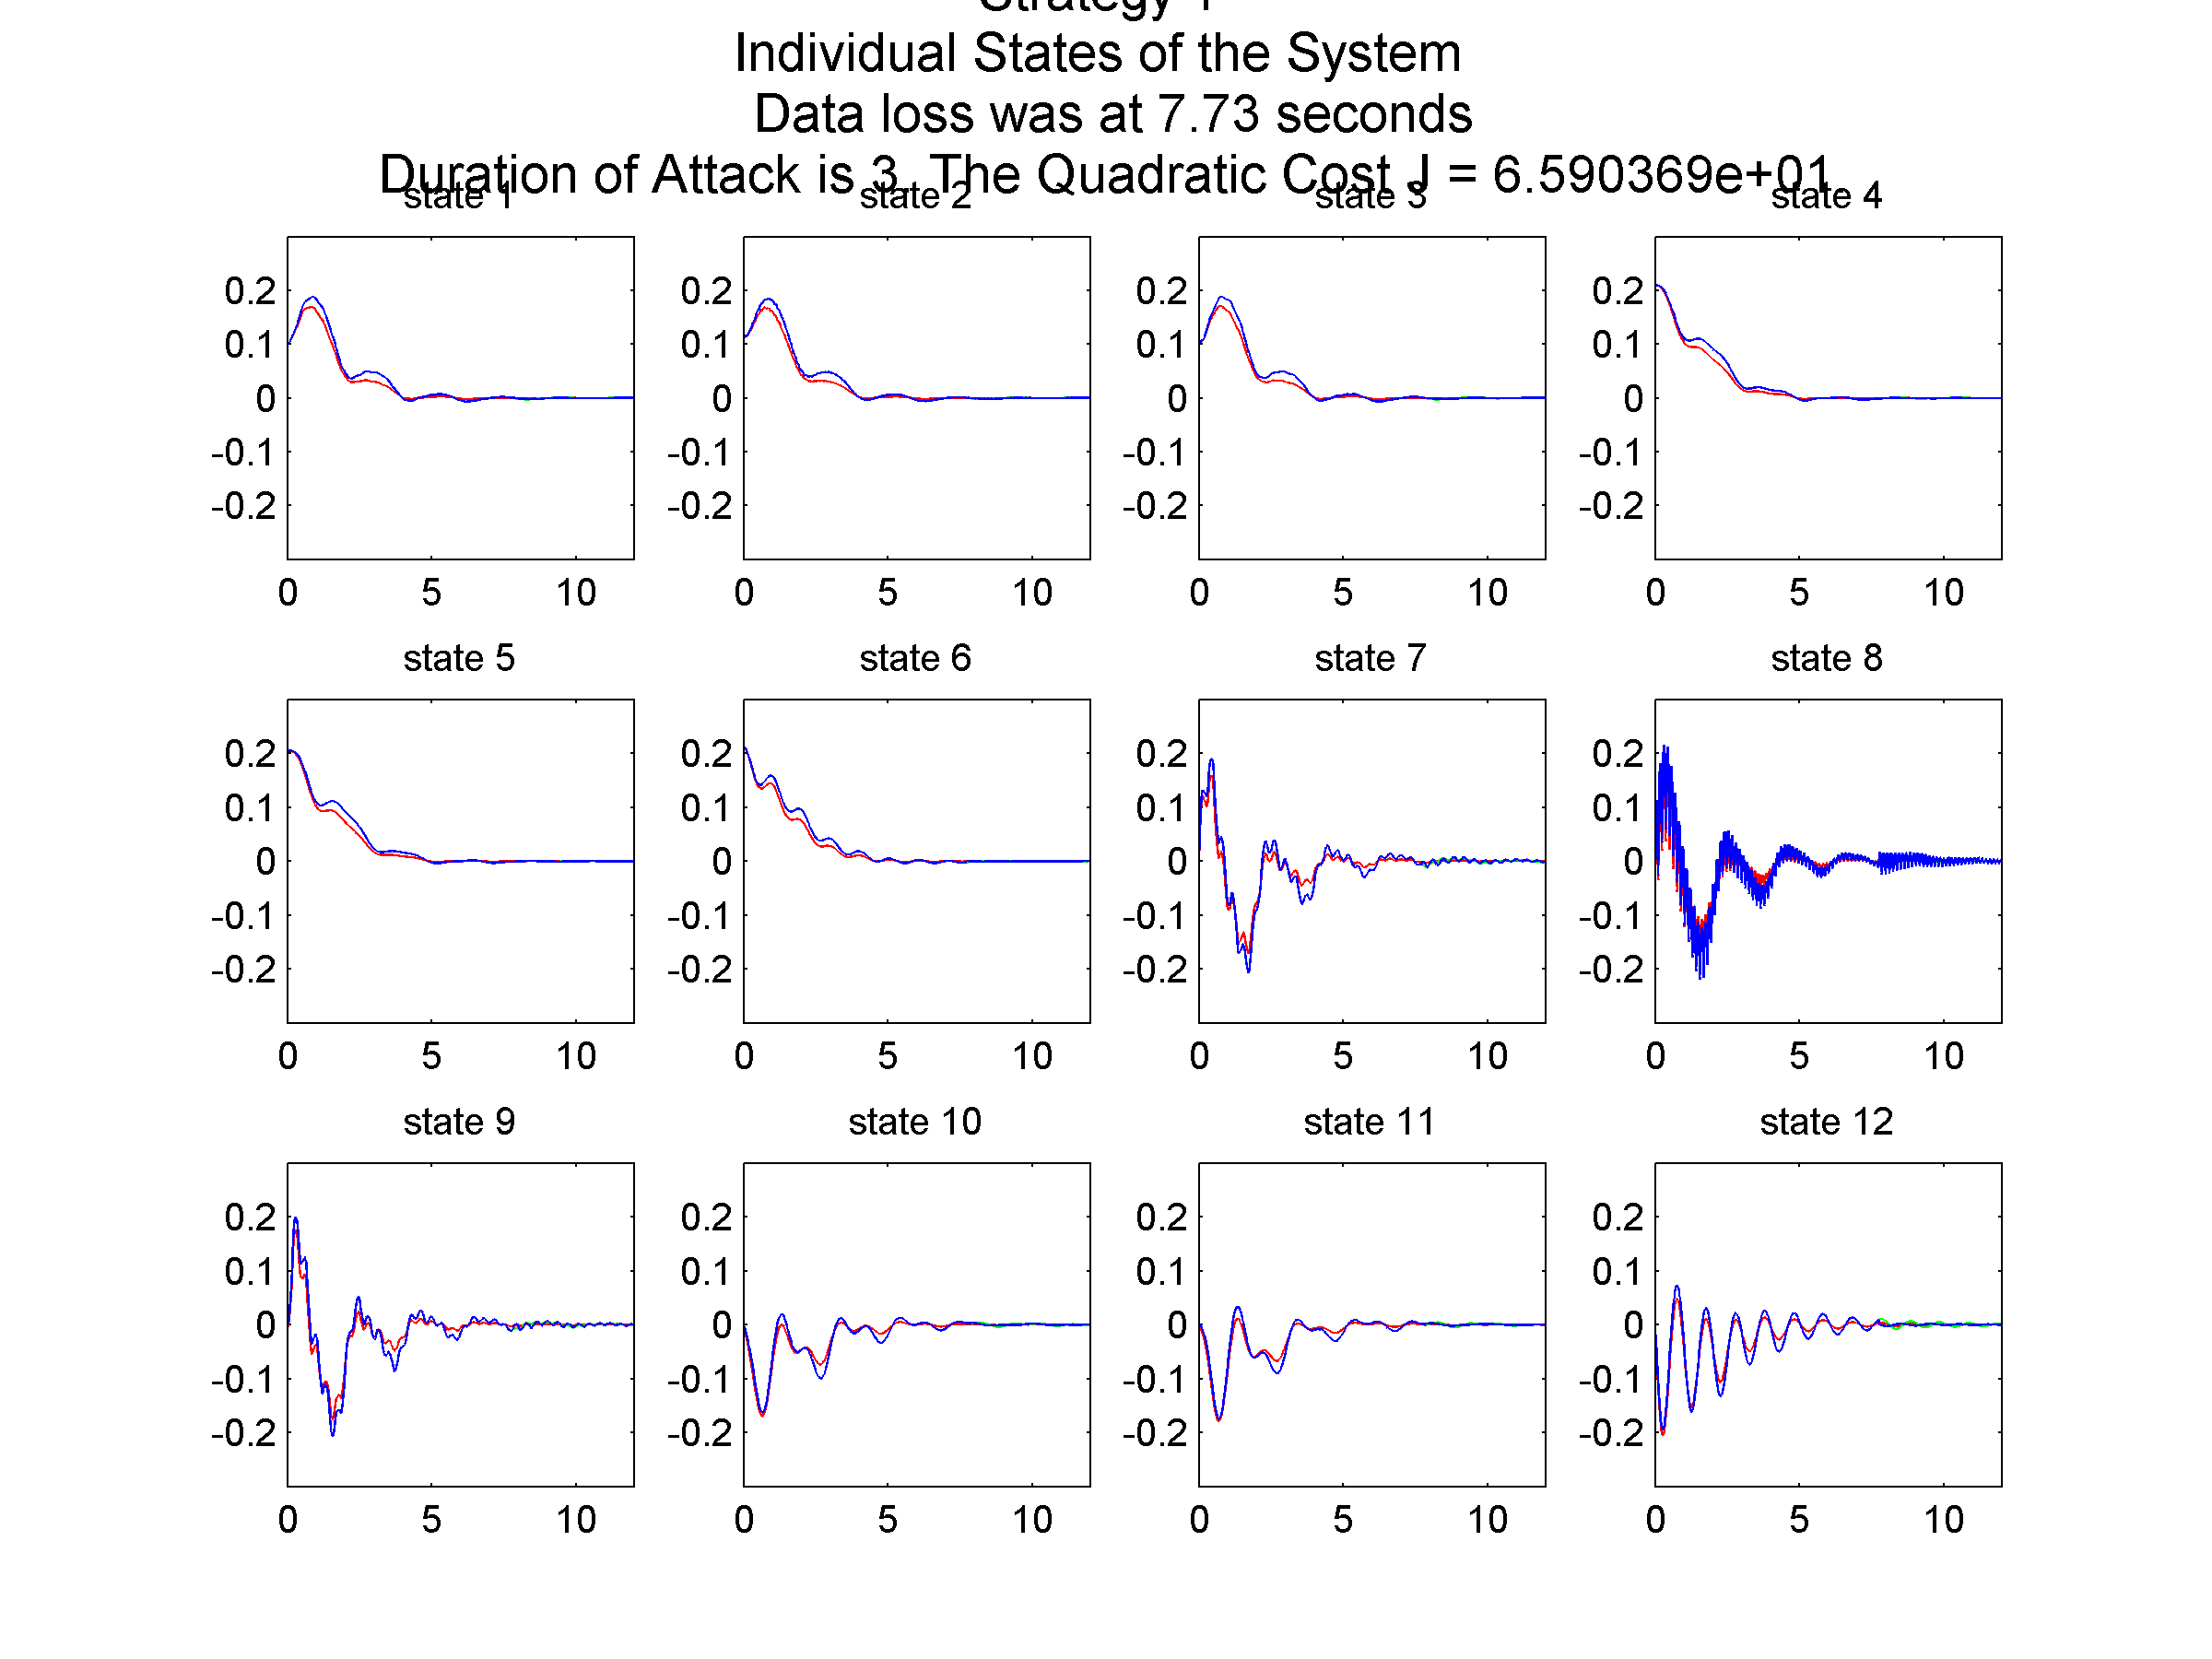 Strategy
Individual States of the System
Data loss was at 7.73 seconds
Duration of Attack is 3. The Quadratic Cost J = 6.590369e+01
state 1 state 2 state 3 state 4
0.2 0.2 0.2 0.2
0.1 0.1 0.1 0.1
0 0 0 0
-0.1 -0.1 -0.1 -0.1
-0.2 -0.2 -0.2 -0.2
0 5 10 0 5 10 0 5 10 0 5 10
state 5 state 6 state 7 state 8
0.2 0.2 0.2 0.2
0.1 0.1 0.1 0.1
0 0 0 0
-0.1 -0.1 -0.1 -0.1
-0.2 -0.2 -0.2 -0.2
0 5 10 0 5 10 0 5 10 0 5 10
state 9 state 10 state 11 state 12
0.2 0.2 0.2 0.2
0.1 0.1 0.1 0.1
0 0 0 0
-0.1 -0.1 -0.1 -0.1
-0.2 -0.2 -0.2 -0.2
0 5 10 0 5 10 0 5 10 0 5 10